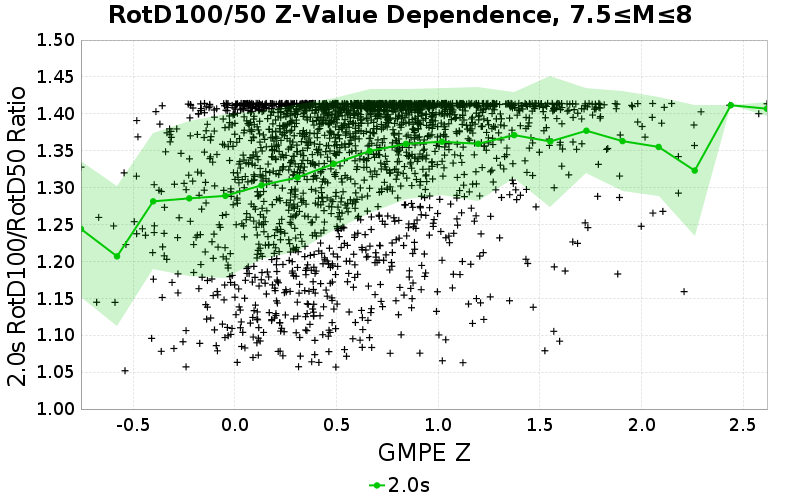 RotD100/50 Z-Value Dependence, 7.5≤M≤8
2.0s RotD100/RotD50 Ratio
1.50
1.45
1.40
1.35
1.30
1.25
1.20
1.15
1.10
1.05
1.00
-0.5 0.0 0.5 1.0 1.5 2.0 2.5
GMPE Z
2.0s